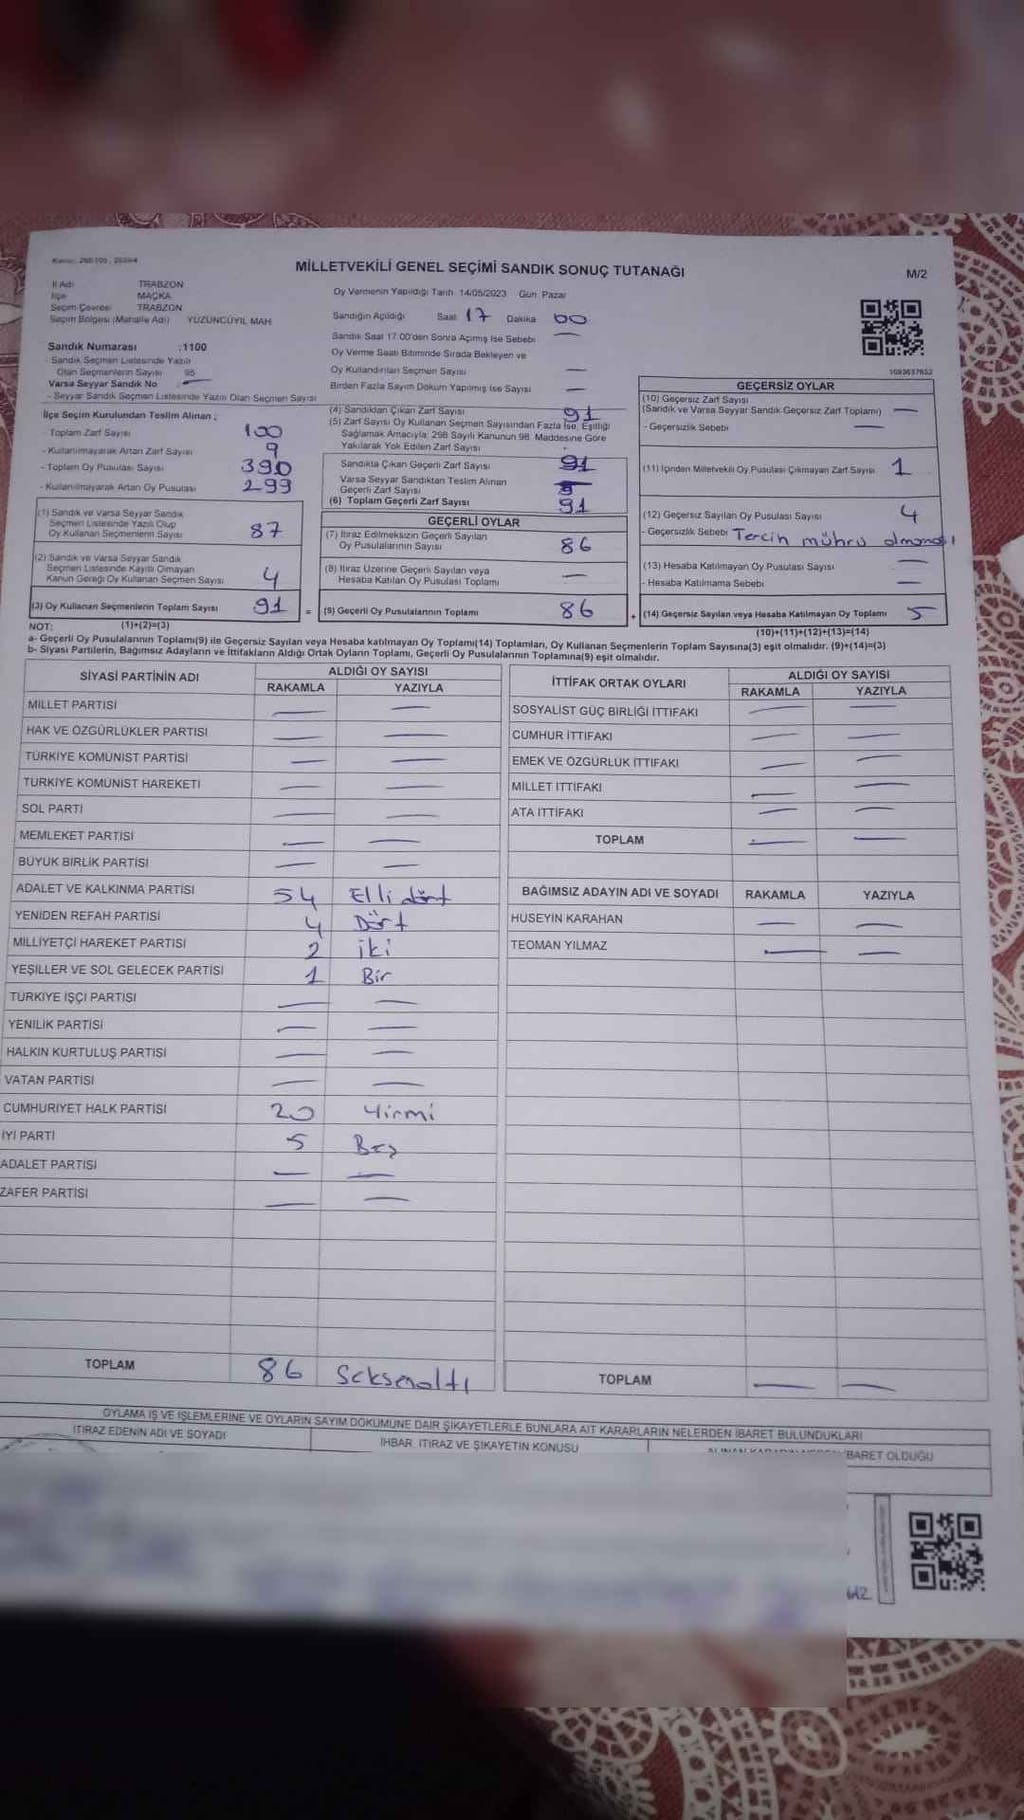 MİLLETVEKİLİ GENEL SEÇİMİ SANDIK SONUÇ TUTANAĞI
M/2
İl Adı TRABZON
İlçe MAÇKA
Seçim Çevresi TRABZON
Seçim Bölgesi (Mahalle Adı) YÜZÜNCÜYIL MAH
Sandık Numarası :1100
- Sandık Seçmen Listesinde Yazılı
Olan Seçmenlerin Sayısı 95
Varsa Seyyar Sandık No : —
- Seyyar Sandık Seçmen Listesinde Yazılı Olan Seçmen Sayısı
Oy Vermenin Yapıldığı Tarih: 14/05/2023 Gün Pazar
Sandığın Açıldığı Saat 17 Dakika 00
Sandık Saat 17:00'den Sonra Açılmış İse Sebebi —
Oy Verme Saati Bitiminde Sırada Bekleyen ve
Oy Kullandırılan Seçmen Sayısı —
Birden Fazla Sayım Döküm Yapılmış İse Sayısı —
1083637652
İlçe Seçim Kurulundan Teslim Alınan ;
- Toplam Zarf Sayısı 100
- Kullanılmayarak Artan Zarf Sayısı 9
- Toplam Oy Pusulası Sayısı 390
- Kullanılmayarak Artan Oy Pusulası 299
(1) Sandık ve Varsa Seyyar Sandık
Seçmen Listesinde Yazılı Olup
Oy Kullanan Seçmenlerin Sayısı 87
(2) Sandık ve Varsa Seyyar Sandık
Seçmen Listesinde Kayıtlı Olmayan
Kanun Gereği Oy Kullanan Seçmen Sayısı 4
(3) Oy Kullanan Seçmenlerin Toplam Sayısı 91
(1)+(2)=(3)
(4) Sandıktan Çıkan Zarf Sayısı 91
(5) Zarf Sayısı Oy Kullanan Seçmen Sayısından Fazla İse, Eşitliği
Sağlamak Amacıyla; 298 Sayılı Kanunun 98. Maddesine Göre
Yakılarak Yok Edilen Zarf Sayısı
Sandıkta Çıkan Geçerli Zarf Sayısı 91
Varsa Seyyar Sandıktan Teslim Alınan
Geçerli Zarf Sayısı
(6) Toplam Geçerli Zarf Sayısı 91
GEÇERLİ OYLAR
(7) İtiraz Edilmeksizin Geçerli Sayılan
Oy Pusulalarının Sayısı 86
(8) İtiraz Üzerine Geçerli Sayılan veya
Hesaba Katılan Oy Pusulası Toplamı —
= (9) Geçerli Oy Pusulalarının Toplamı 86
GEÇERSİZ OYLAR
(10) Geçersiz Zarf Sayısı
(Sandık ve Varsa Seyyar Sandık Geçersiz Zarf Toplamı) —
- Geçersizlik Sebebi —
(11) İçinden Milletvekili Oy Pusulası Çıkmayan Zarf Sayısı 1
(12) Geçersiz Sayılan Oy Pusulası Sayısı 4
- Geçersizlik Sebebi Tercih mührü
(13) Hesaba Katılmayan Oy Pusulası Sayısı —
- Hesaba Katılmama Sebebi —
+ (14) Geçersiz Sayılan veya Hesaba Katılmayan Oy Toplamı 5
(10)+(11)+(12)+(13)=(14)
NOT:
a- Geçerli Oy Pusulalarının Toplamı(9) ile Geçersiz Sayılan veya Hesaba katılmayan Oy Toplamı(14) Toplamları, Oy Kullanan Seçmenlerin Toplam Sayısına(3) eşit olmalıdır. (9)+(14)=(3)
b- Siyasi Partilerin, Bağımsız Adayların ve İttifakların Aldığı Ortak Oyların Toplamı, Geçerli Oy Pusulalarının Toplamına(9) eşit olmalıdır.
SİYASİ PARTİNİN ADI ALDIĞI OY SAYISI
RAKAMLA YAZIYLA
MİLLET PARTİSİ — —
HAK VE ÖZGÜRLÜKLER PARTİSİ — —
TÜRKİYE KOMÜNİST PARTİSİ — —
TÜRKİYE KOMÜNİST HAREKETİ — —
SOL PARTİ — —
MEMLEKET PARTİSİ — —
BÜYÜK BİRLİK PARTİSİ — —
ADALET VE KALKINMA PARTİSİ 54 Elli dört
YENİDEN REFAH PARTİSİ 4 Dört
MİLLİYETÇİ HAREKET PARTİSİ 2 iki
YEŞİLLER VE SOL GELECEK PARTİSİ 1 Bir
TÜRKİYE İŞÇİ PARTİSİ — —
YENİLİK PARTİSİ — —
HALKIN KURTULUŞ PARTİSİ — —
VATAN PARTİSİ — —
CUMHURİYET HALK PARTİSİ 20 Yirmi
İYİ PARTİ 5 Beş
ADALET PARTİSİ — —
ZAFER PARTİSİ — —
TOPLAM 86 Seksenaltı
İTTİFAK ORTAK OYLARI ALDIĞI OY SAYISI
RAKAMLA YAZIYLA
SOSYALİST GÜÇ BİRLİĞİ İTTİFAKI — —
CUMHUR İTTİFAKI — —
EMEK VE ÖZGÜRLÜK İTTİFAKI — —
MİLLET İTTİFAKI — —
ATA İTTİFAKI — —
TOPLAM — —
BAĞIMSIZ ADAYIN ADI VE SOYADI RAKAMLA YAZIYLA
HÜSEYİN KARAHAN — —
TEOMAN YILMAZ — —
TOPLAM — —
OYLAMA İŞ VE İŞLEMLERİNE VE OYLARIN SAYIM DÖKÜMÜNE DAİR ŞİKAYETLERLE BUNLARA AİT KARARLARIN NELERDEN İBARET BULUNDUKLARI
İTİRAZ EDENİN ADI VE SOYADI
İHBAR, İTİRAZ VE ŞİKAYETİN KONUSU
İBARET OLDUĞU